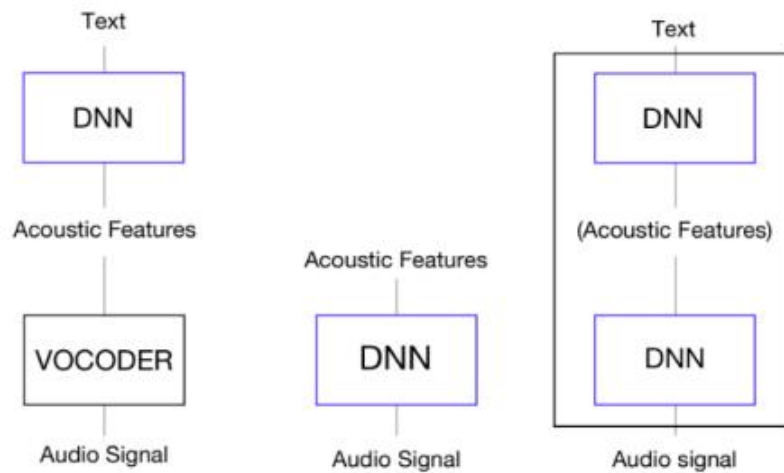 Text
DNN
Acoustic Features
VOCODER
Audio Signal
Acoustic Features
DNN
Audio Signal
Text
DNN
(Acoustic Features)
DNN
Audio signal